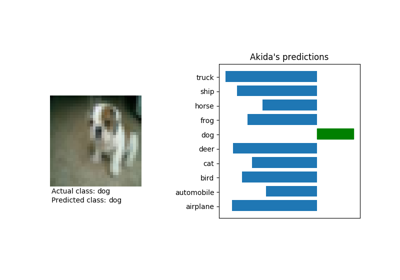 Akida's predictions
truck
ship
horse
frog
dog
deer
cat
bird
automobile
airplane
Actual class: dog
Predicted class: dog